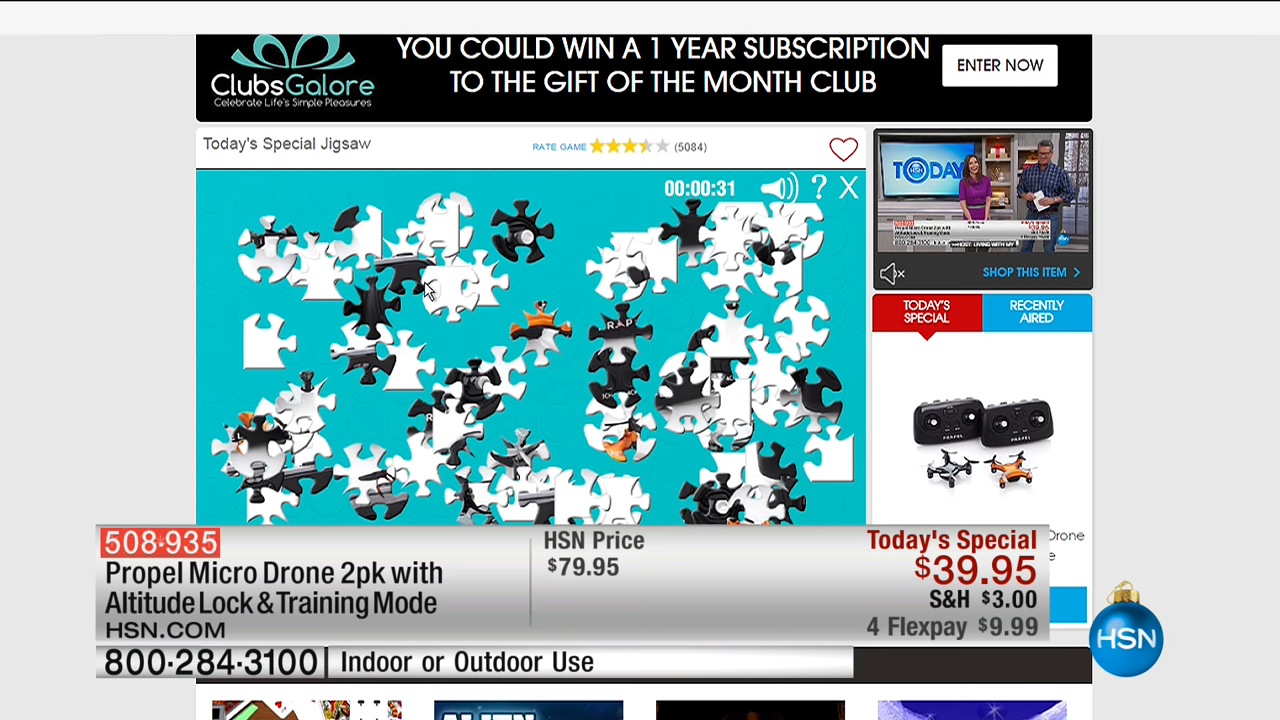 YOU COULD WIN A 1 YEAR SUBSCRIPTION
TO THE GIFT OF THE MONTH CLUB
ENTER NOW
ClubsGalore
Celebrate Life's Simple Pleasures
Today's Special Jigsaw
RATE GAME
(5084)
00:00:31
?
X
TODAY
HSN
SHOP THIS ITEM >
TODAY'S
SPECIAL
RECENTLY
AIRED
PROPEL
PROPEL
Drone
508-935
Propel Micro Drone 2pk with
Altitude Lock & Training Mode
HSN.COM
HSN Price
$79.95
Today's Special
$39.95
S&H $3.00
4 Flexpay $9.99
HSN
800·284·3100
Indoor or Outdoor Use